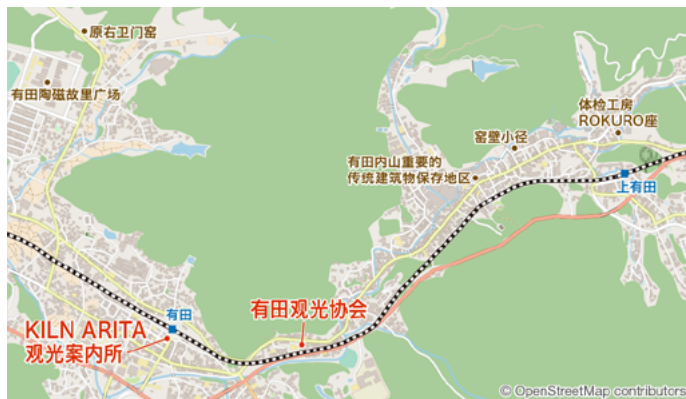 原右卫门窑
有田陶磁故里广场
体检工房
ROKURO座
窑壁小径
有田内山重要的
传统建筑物保存地区
上有田
有田
有田观光协会
KILN ARITA
观光案内所
© OpenStreetMap contributors